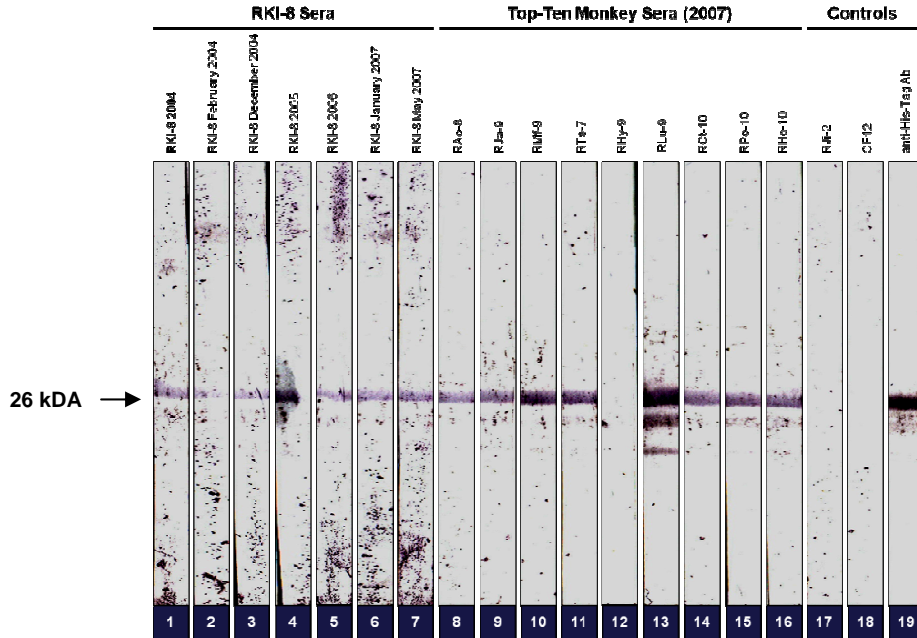 RKI-8 Sera
Top-Ten Monkey Sera (2007)
Controls
RKI-8 2004
RKI-8 February 2004
RKI-8 December 2004
RKI-8 2005
RKI-8 2006
RKI-8 January 2007
RKI-8 May 2007
RAo-8
RJa-9
RMf-9
RTe-7
RHy-9
RLu-9
RCt-10
RPo-10
RHo-10
CF12
anti-His-Tag Ab
26 kDA
1
2
3
4
5
6
7
8
9
10
11
12
13
14
15
16
17
18
19